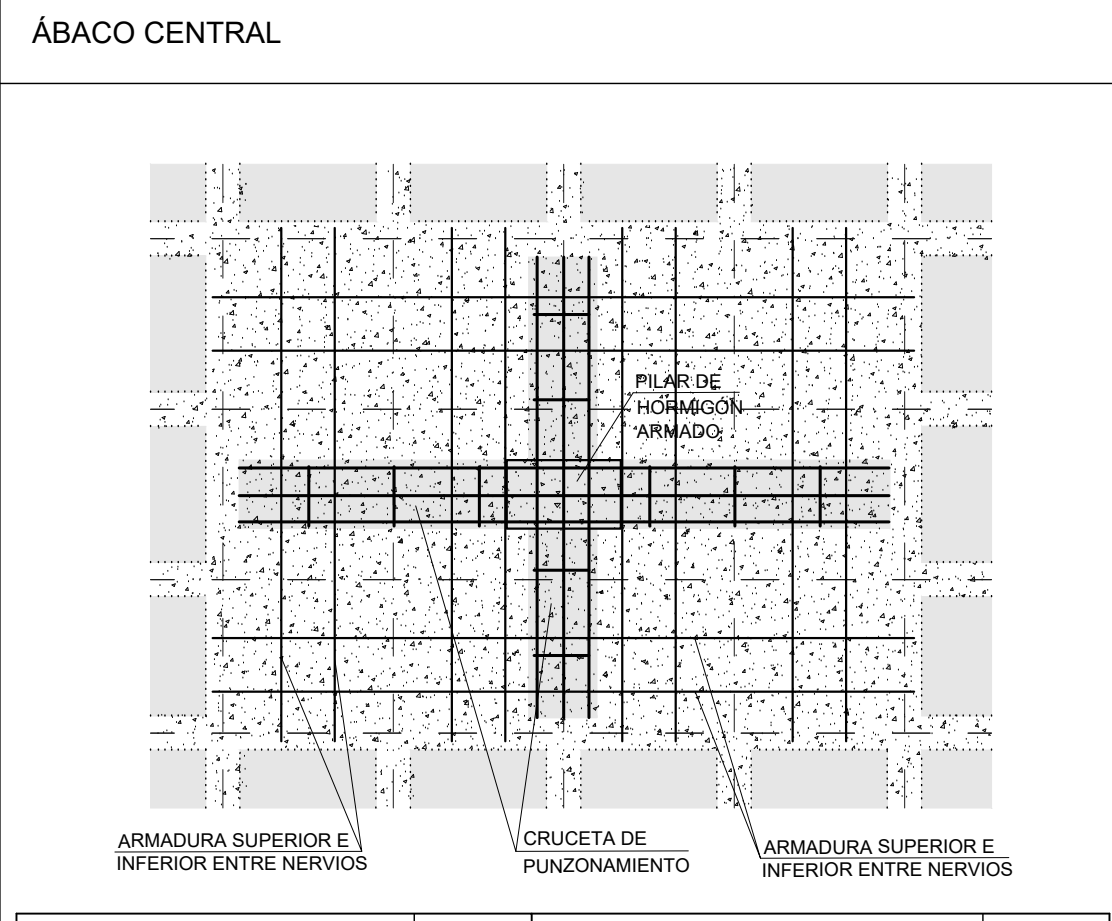 ÁBACO CENTRAL
PILAR DE
HORMIGÓN
ARMADO
ARMADURA SUPERIOR E
INFERIOR ENTRE NERVIOS
CRUCETA DE
PUNZONAMIENTO
ARMADURA SUPERIOR E
INFERIOR ENTRE NERVIOS